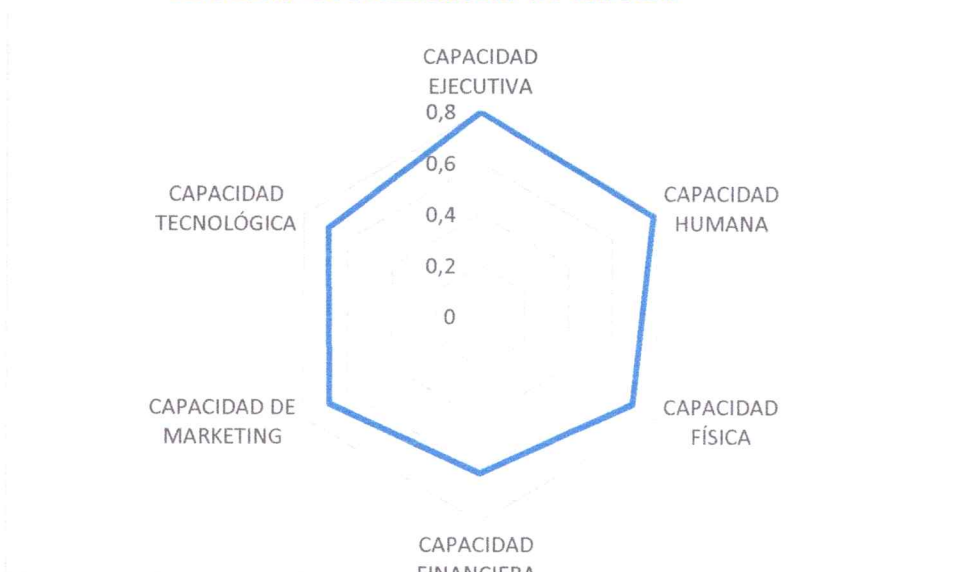 CAPACIDAD
EJECUTIVA
0,8
0,6
0,4
0,2
0
CAPACIDAD
HUMANA
CAPACIDAD
FÍSICA
CAPACIDAD
FINANCIERA
CAPACIDAD DE
MARKETING
CAPACIDAD
TECNOLÓGICA